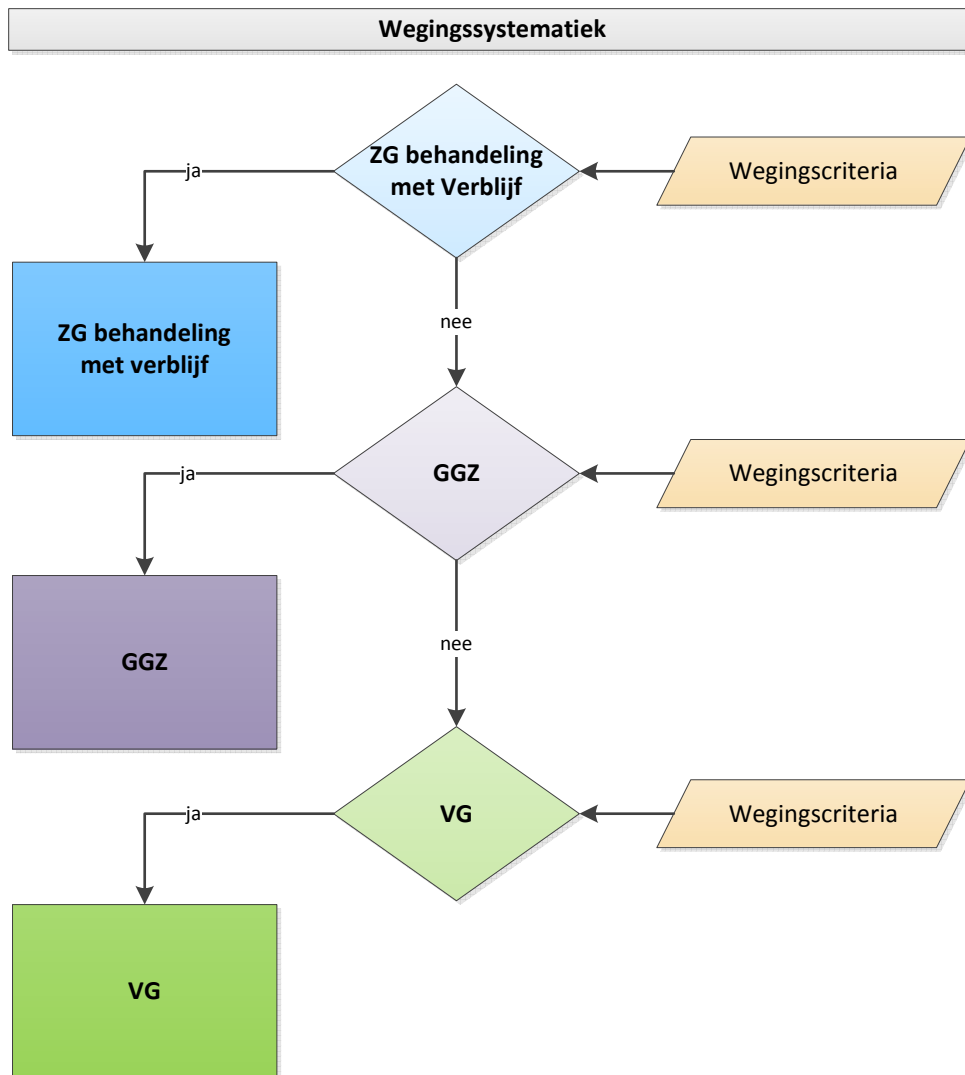 Wegingssystematiek
ZG behandeling
met Verblijf
Wegingscriteria
ja
ZG behandeling
met verblijf
nee
GGZ
Wegingscriteria
ja
GGZ
nee
VG
Wegingscriteria
ja
VG